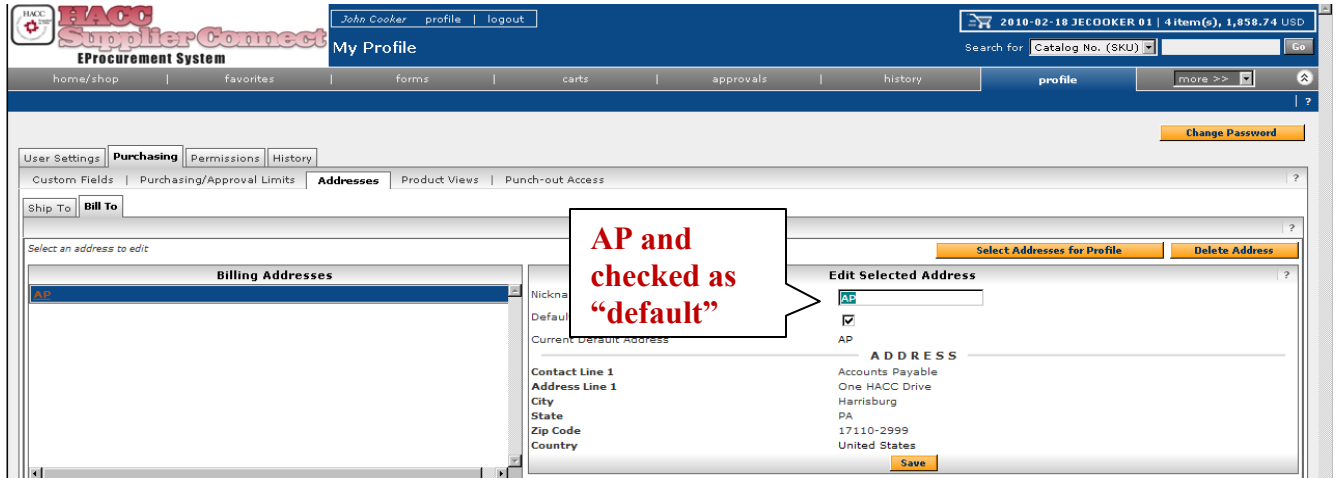 HACC
HACC
Supplier Connect
EProcurement System
John Cooker profile | logout
My Profile
2010-02-18 JECOOKER 01 | 4 item(s), 1,858.74 USD
Search for Catalog No. (SKU) Go
home/shop | favorites | forms | carts | approvals | history profile more >>
| ?
Change Password
User Settings Purchasing Permissions History
Custom Fields | Purchasing/Approval Limits Addresses Product Views | Punch-out Access ?
Ship To Bill To
?
Select an address to edit
Select Addresses for Profile Delete Address
Billing Addresses
AP
Edit Selected Address ?
AP and
checked as
“default”
Nickna AP
Defaul
Current Default Address AP
ADDRESS
Contact Line 1 Accounts Payable
Address Line 1 One HACC Drive
City Harrisburg
State PA
Zip Code 17110-2999
Country United States
Save